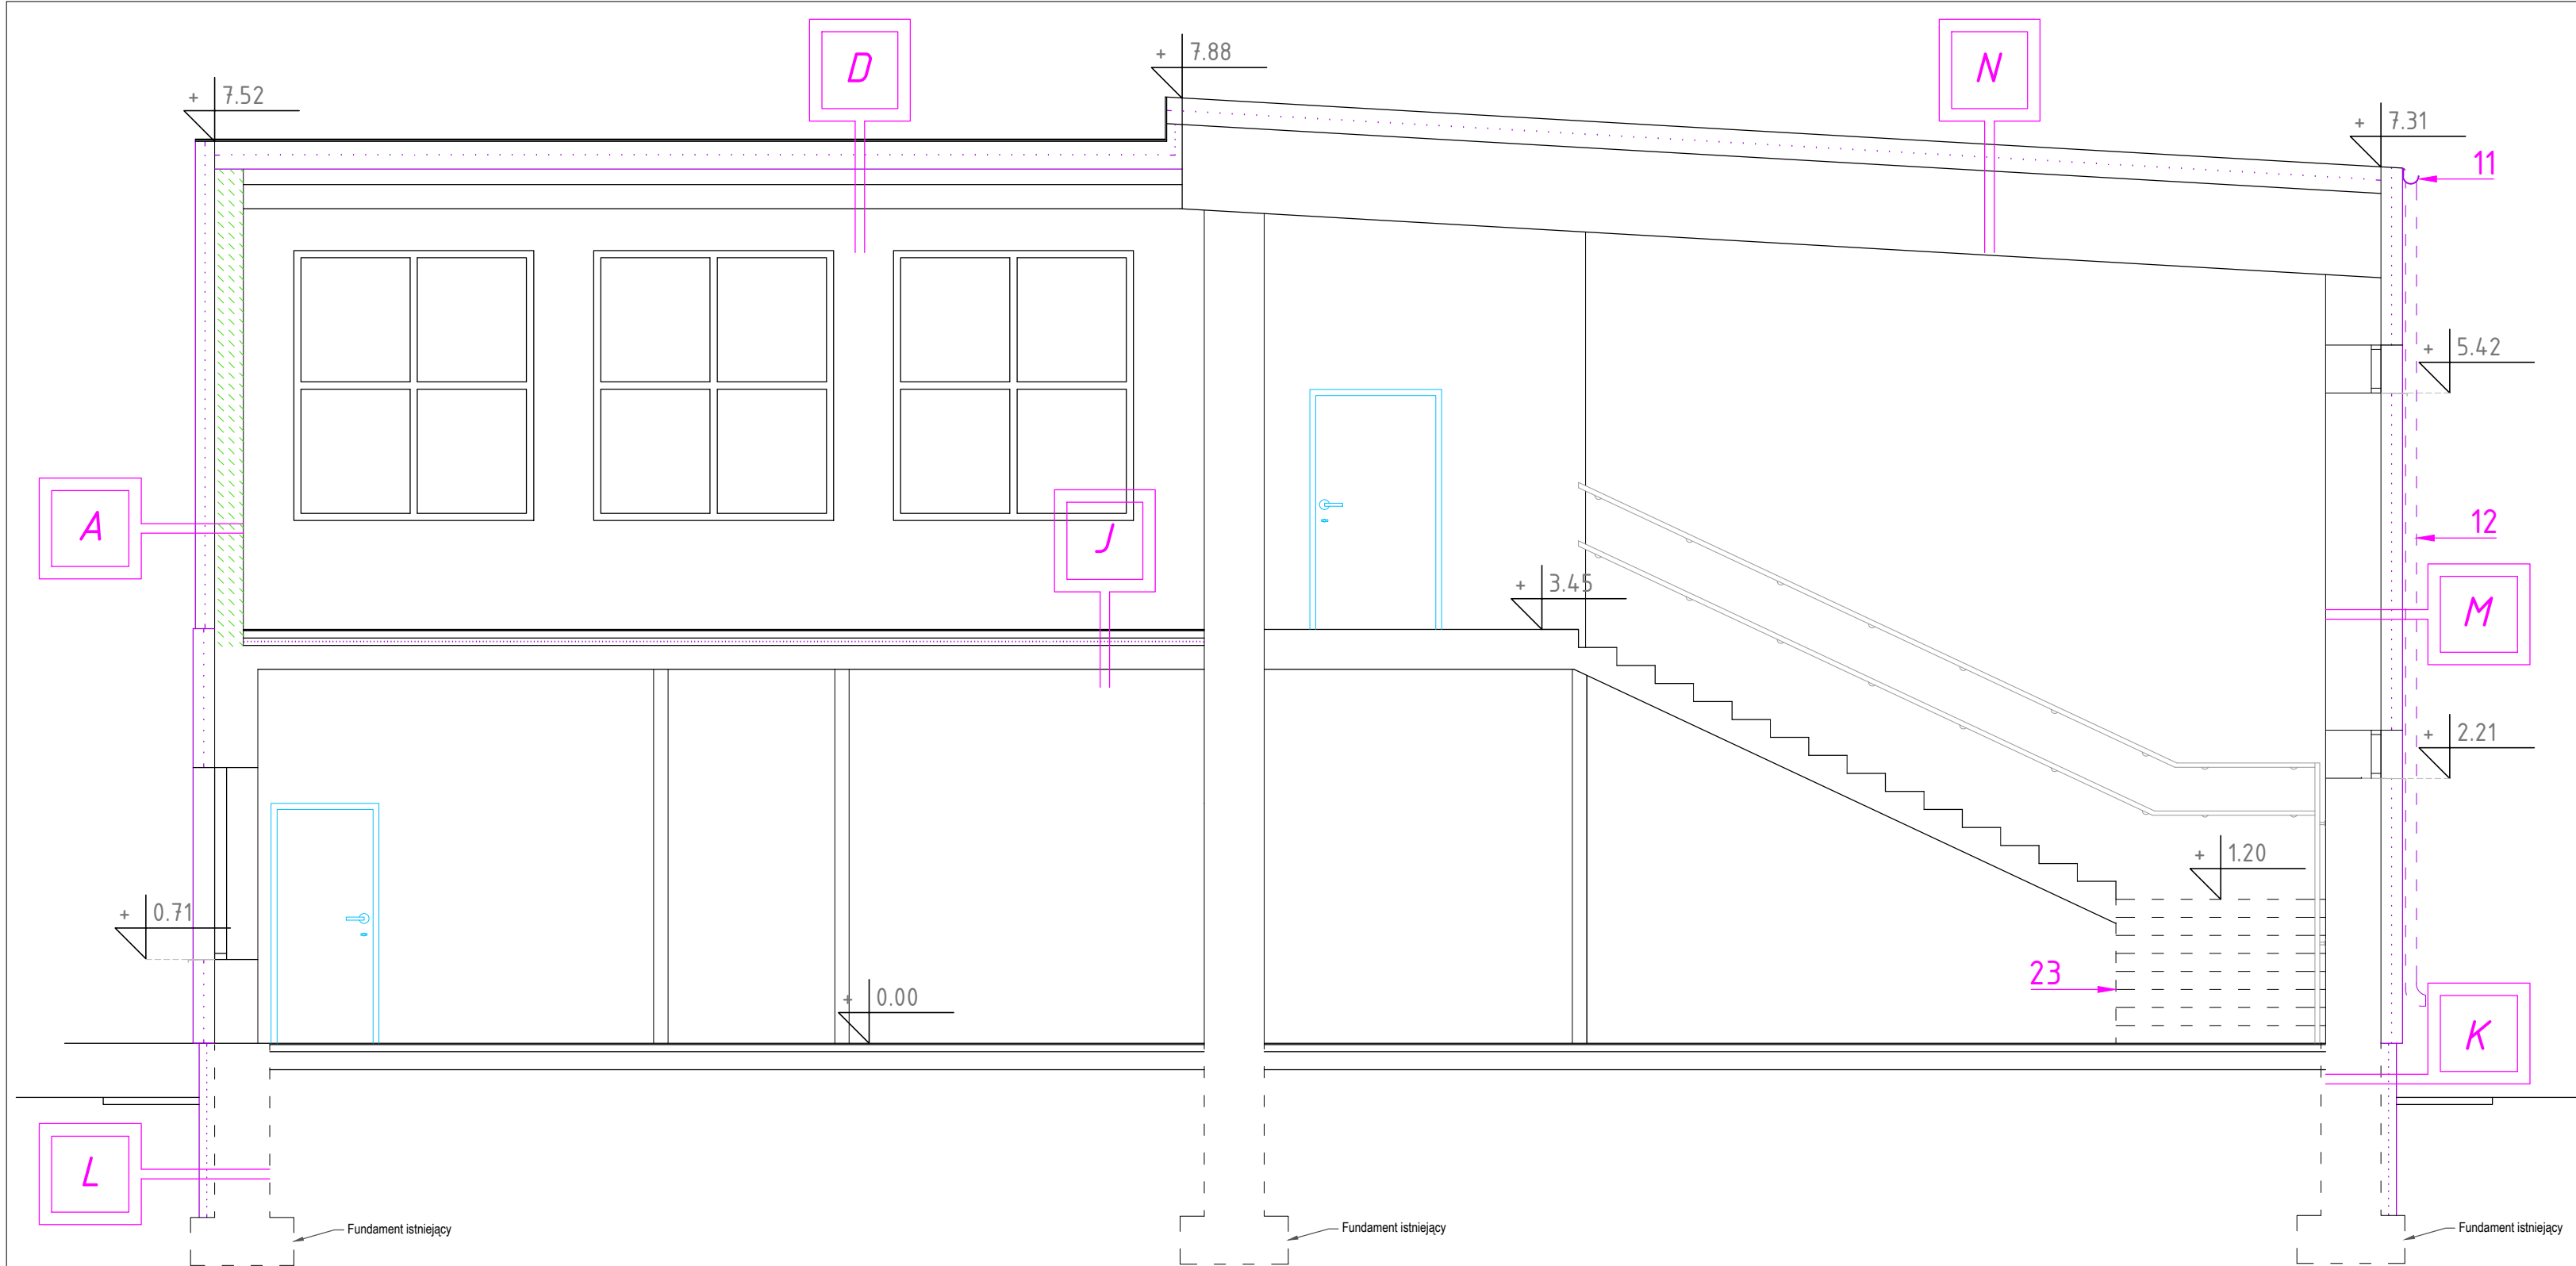 D
N
+ 7.88
+ 7.52
+ 7.31
11
+ 5.42
A
J
12
+ 3.45
M
+ 2.21
+ 1.20
+ 0.71
23
+ 0.00
K
L
Fundament istniejący
Fundament istniejący
Fundament istniejący